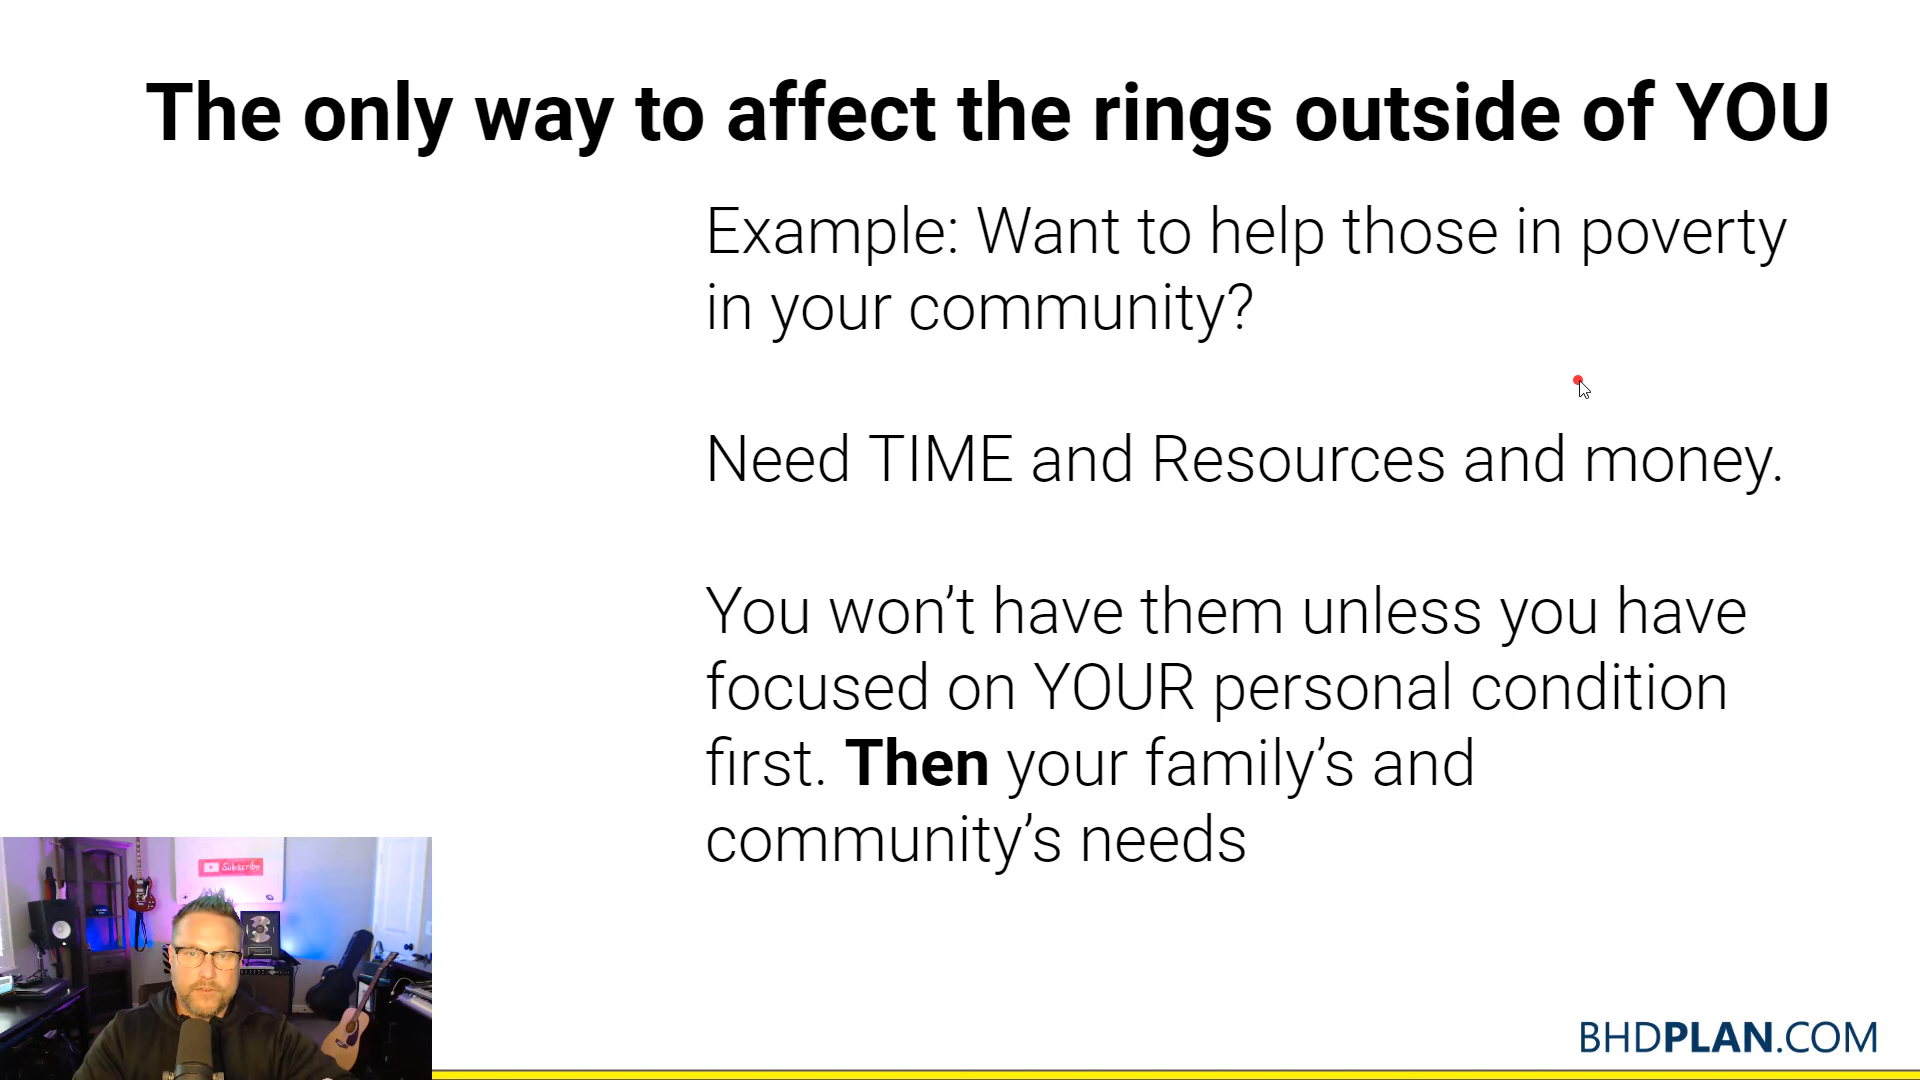 The only way to affect the rings outside of YOU
Example: Want to help those in poverty
in your community?
Need TIME and Resources and money.
You won’t have them unless you have
focused on YOUR personal condition
first. Then your family’s and
community’s needs
Subscribe
BHDPLAN.COM